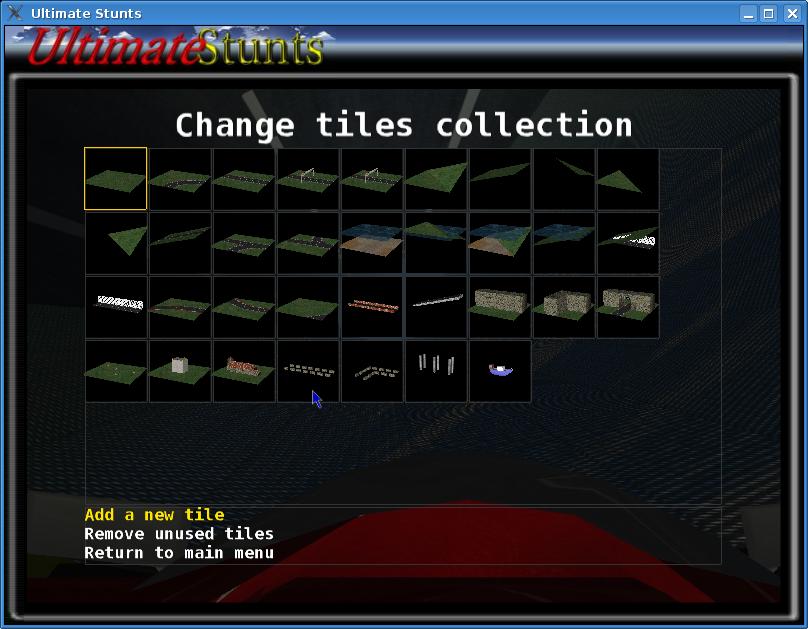 Ultimate Stunts
UltimateStunts
Change tiles collection
Add a new tile
Remove unused tiles
Return to main menu